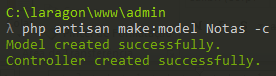 C:\laragon\www\admin
λ php artisan make:model Notas -c
Model created successfully.
Controller created successfully.